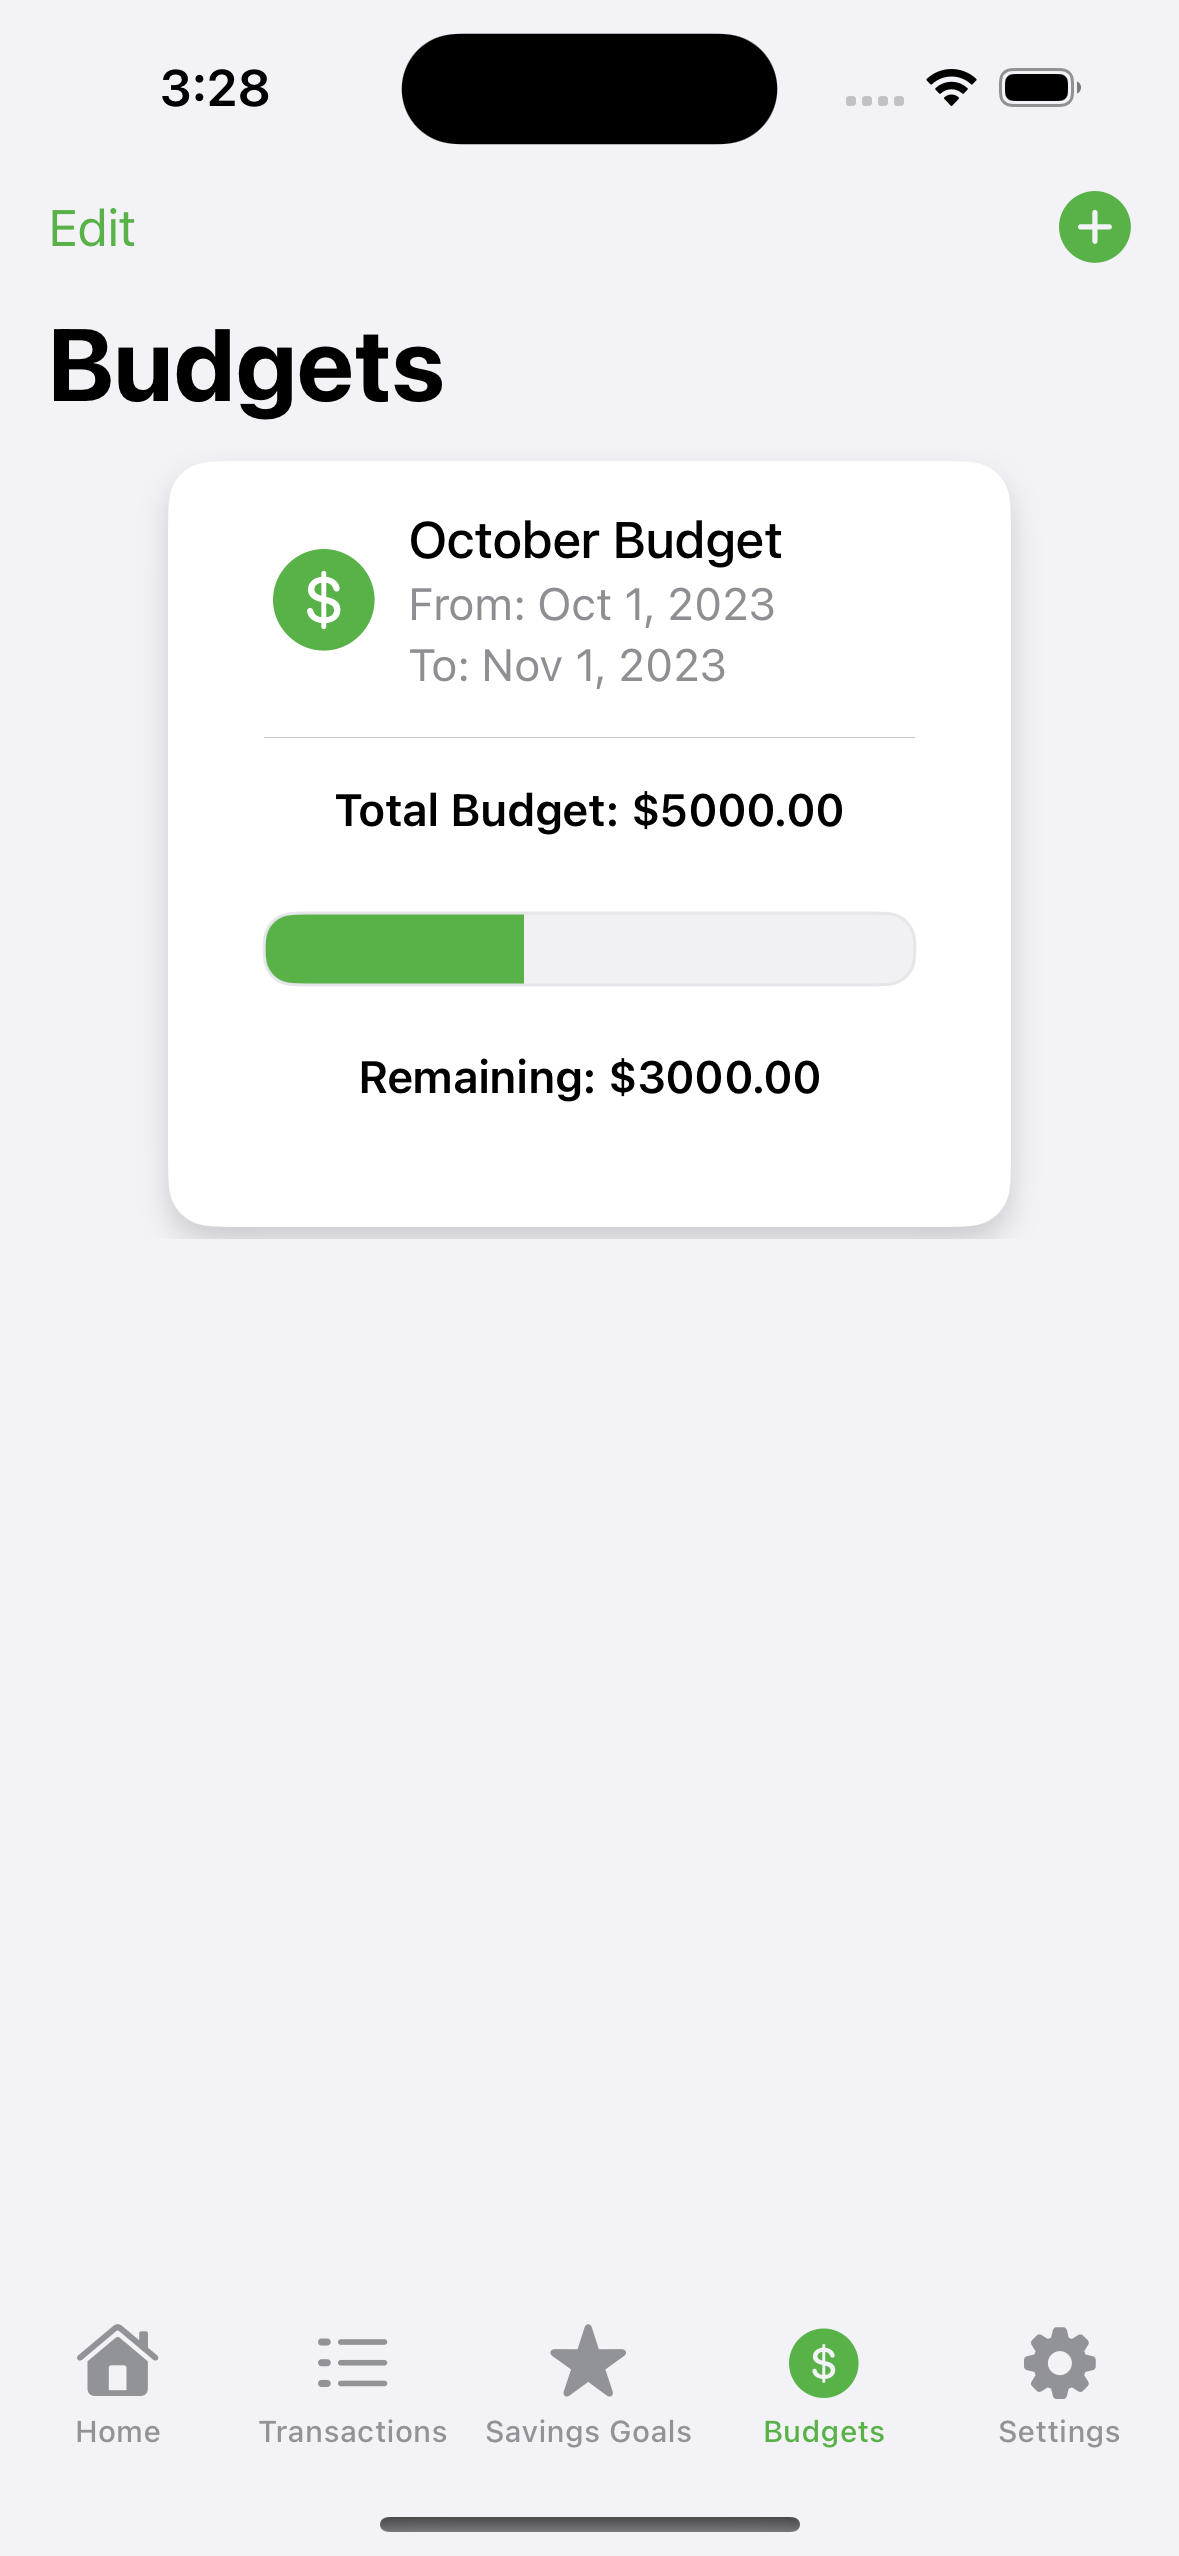 3:28
Edit
Budgets
$
October Budget
From: Oct 1, 2023
To: Nov 1, 2023
Total Budget: $5000.00
Remaining: $3000.00
$
Home
Transactions
Savings Goals
Budgets
Settings